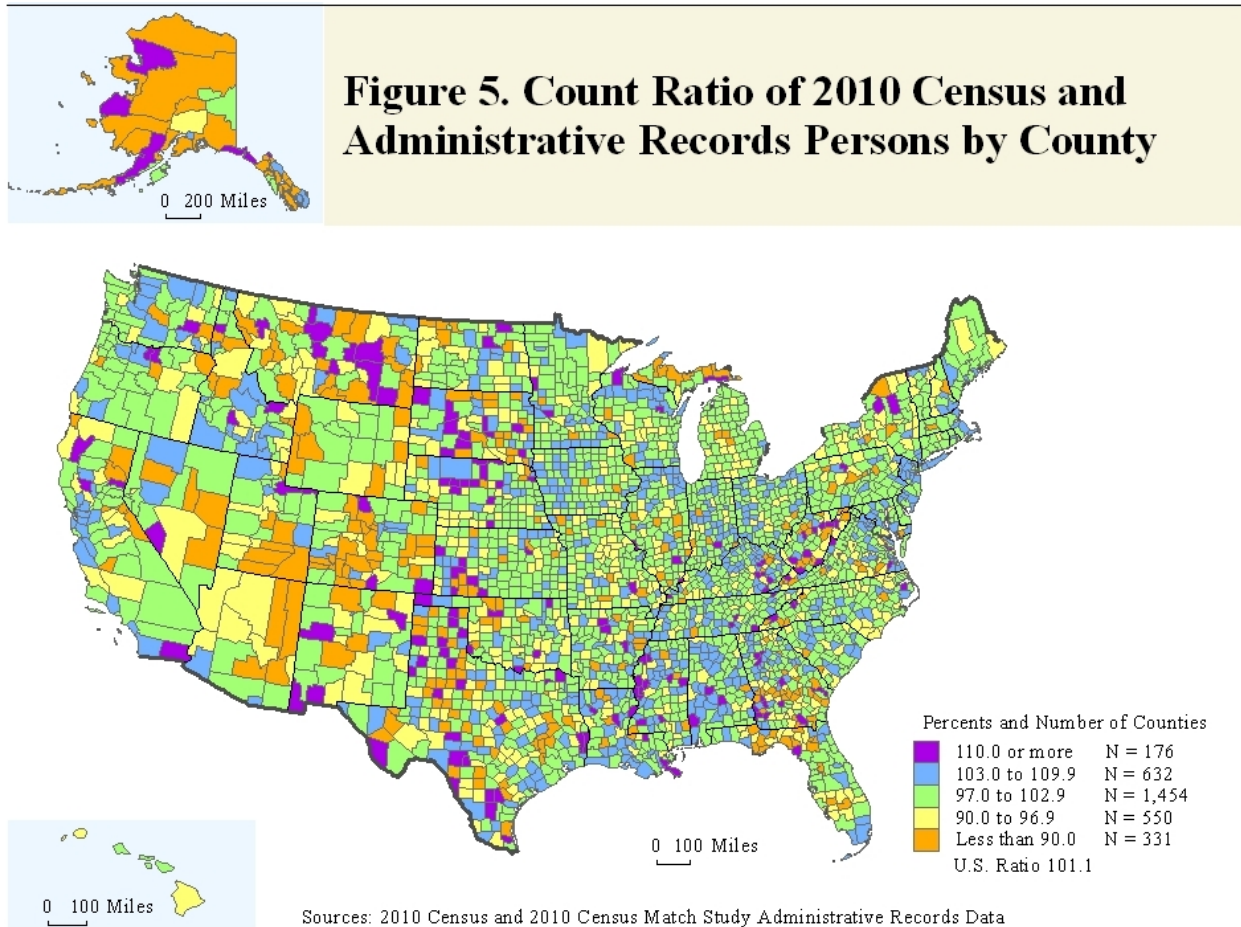 Figure 5. Count Ratio of 2010 Census and
Administrative Records Persons by County
0 200 Miles
Percents and Number of Counties
110.0 or more N = 176
103.0 to 109.9 N = 632
97.0 to 102.9 N = 1,454
90.0 to 96.9 N = 550
Less than 90.0 N = 331
U.S. Ratio 101.1
0 100 Miles
0 100 Miles
Sources: 2010 Census and 2010 Census Match Study Administrative Records Data